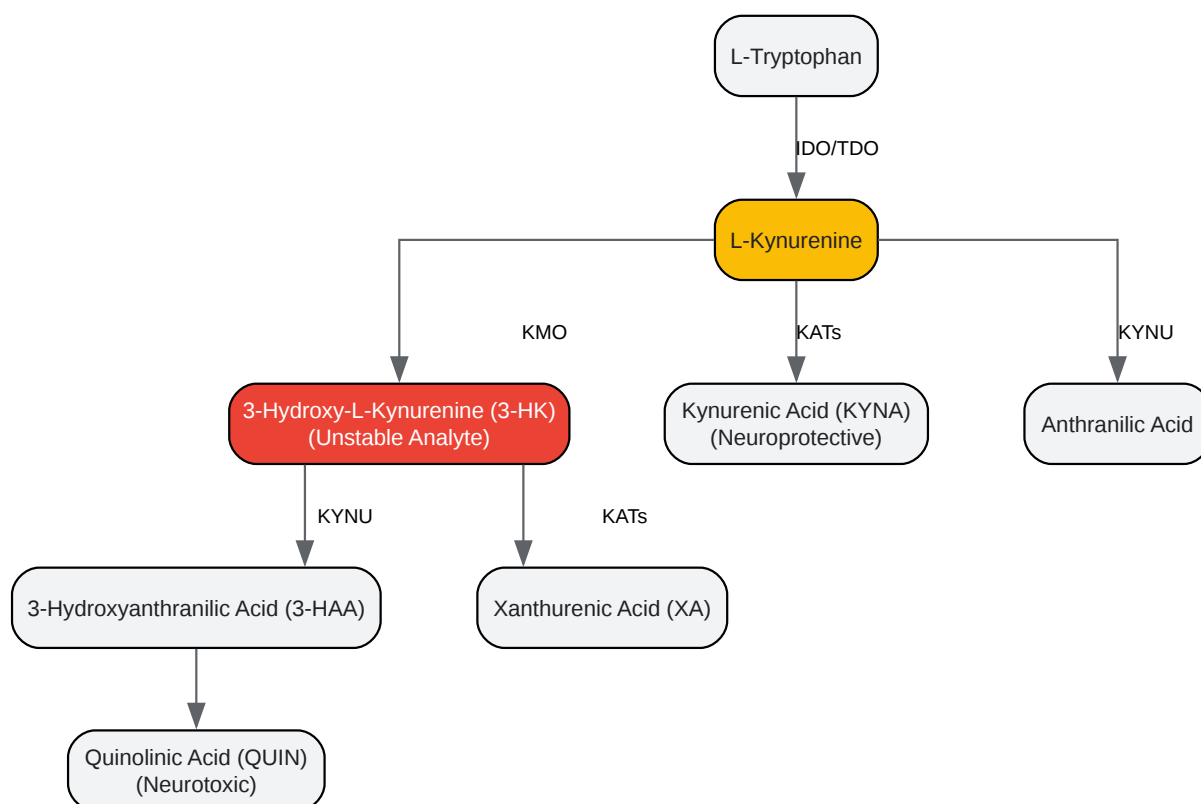 L-Tryptophan
IDO/TDO
L-Kynurenine
KMO
KATs
KYNU
3-Hydroxy-L-Kynurenine (3-HK)
(Unstable Analyte)
Kynurenic Acid (KYNA)
(Neuroprotective)
Anthranilic Acid
KYNU
KATs
3-Hydroxyanthranilic Acid (3-HAA)
Xanthurenic Acid (XA)
Quinolinic Acid (QUIN)
(Neurotoxic)